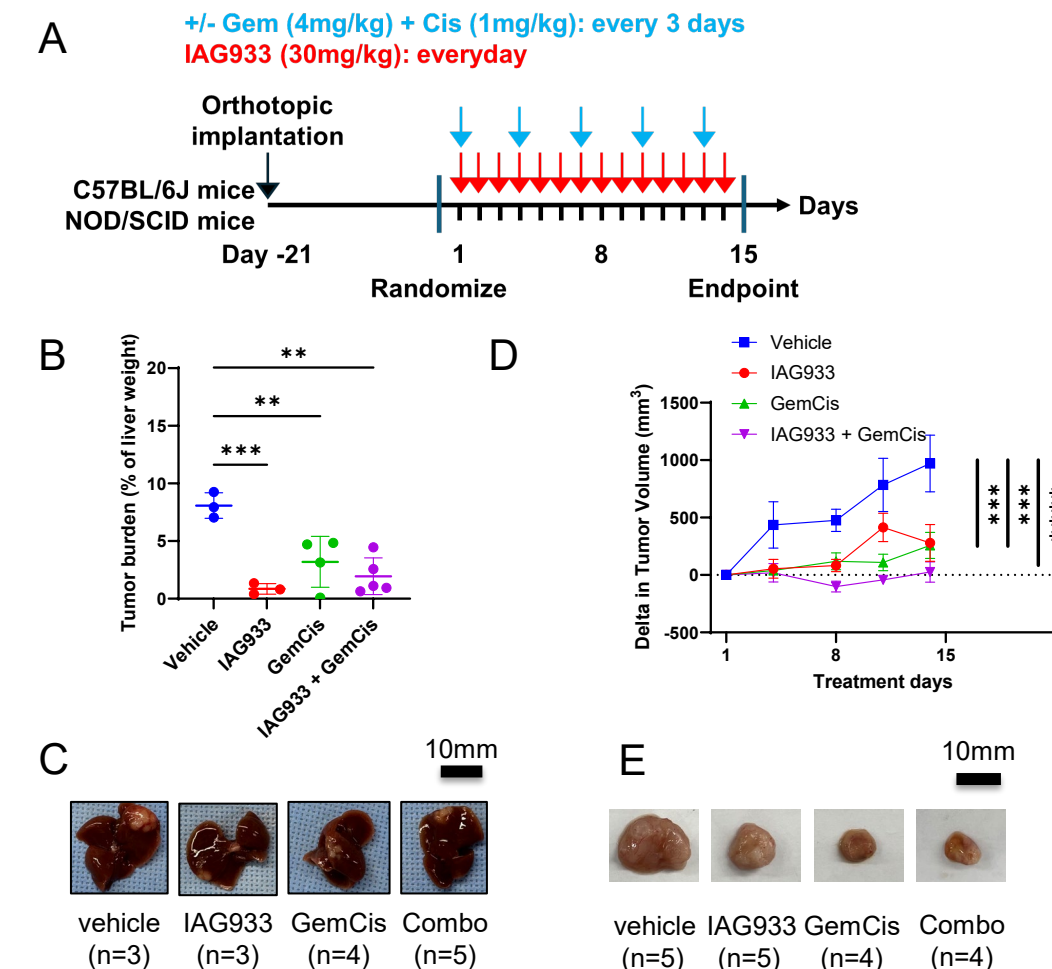 A
+/- Gem (4mg/kg) + Cis (1mg/kg): every 3 days
IAG933 (30mg/kg): everyday
Orthotopic
implantation
C57BL/6J mice
NOD/SCID mice
Days
Day -21
1
8
15
Randomize
Endpoint
B
Tumor burden (% of liver weight)
20
15
10
5
0
**
**
***
Vehicle
IAG933
GemCis
IAG933 + GemCis
D
Vehicle
IAG933
GemCis
IAG933 + GemCis
Delta in Tumor Volume (mm³)
1500
1000
500
0
-500
***
***
1
8
15
Treatment days
C
10mm
vehicle
(n=3)
IAG933
(n=3)
GemCis
(n=4)
Combo
(n=5)
E
10mm
vehicle
(n=5)
IAG933
(n=5)
GemCis
(n=4)
Combo
(n=4)